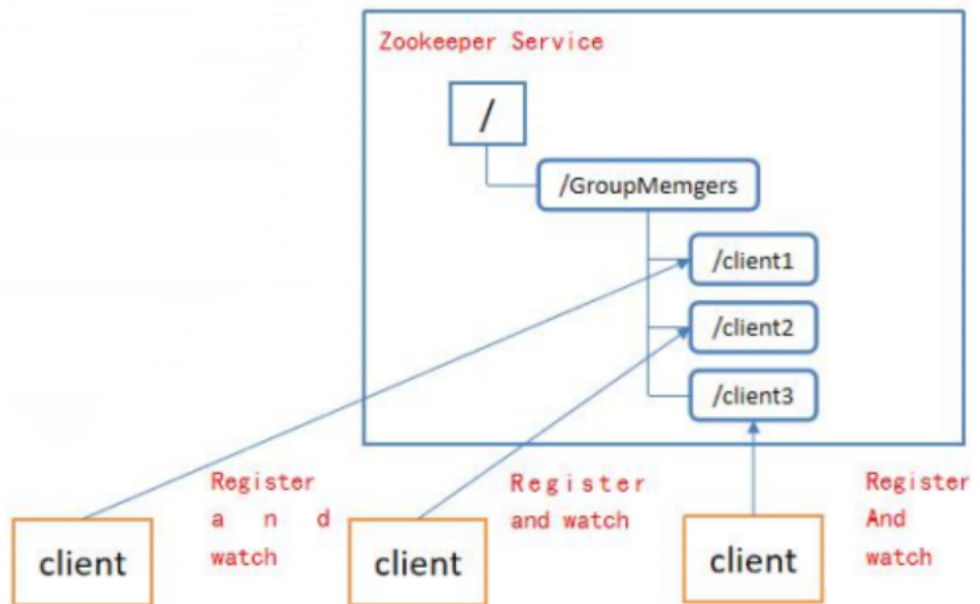 Zookeeper Service
/
/GroupMemgers
/client1
/client2
/client3
Register
a n d
watch
Register
and watch
Register
And
watch
client
client
client